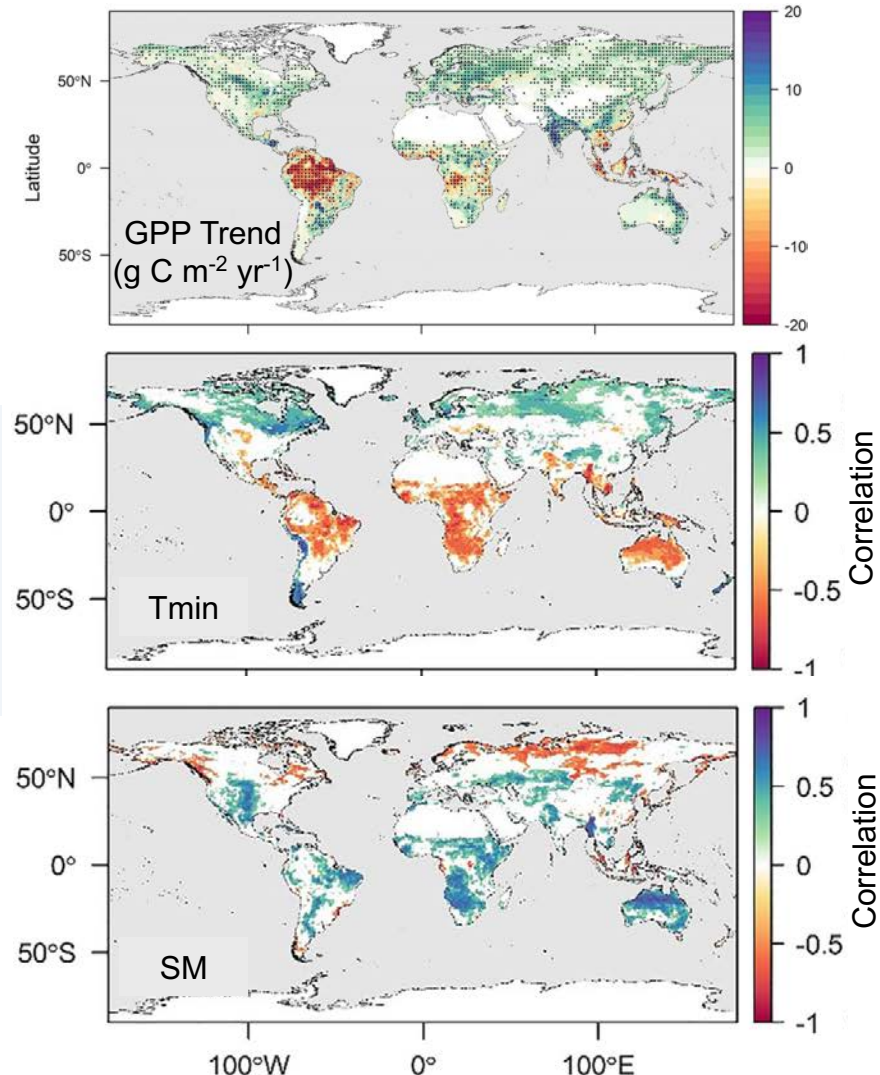 20
10
0
-10
-20
Latitude
50°N
0°
50°S
GPP Trend
(g C m⁻² yr⁻¹)
1
0.5
0
-0.5
-1
Correlation
50°N
0°
50°S
Tmin
1
0.5
0
-0.5
-1
Correlation
50°N
0°
50°S
SM
100°W
0°
100°E